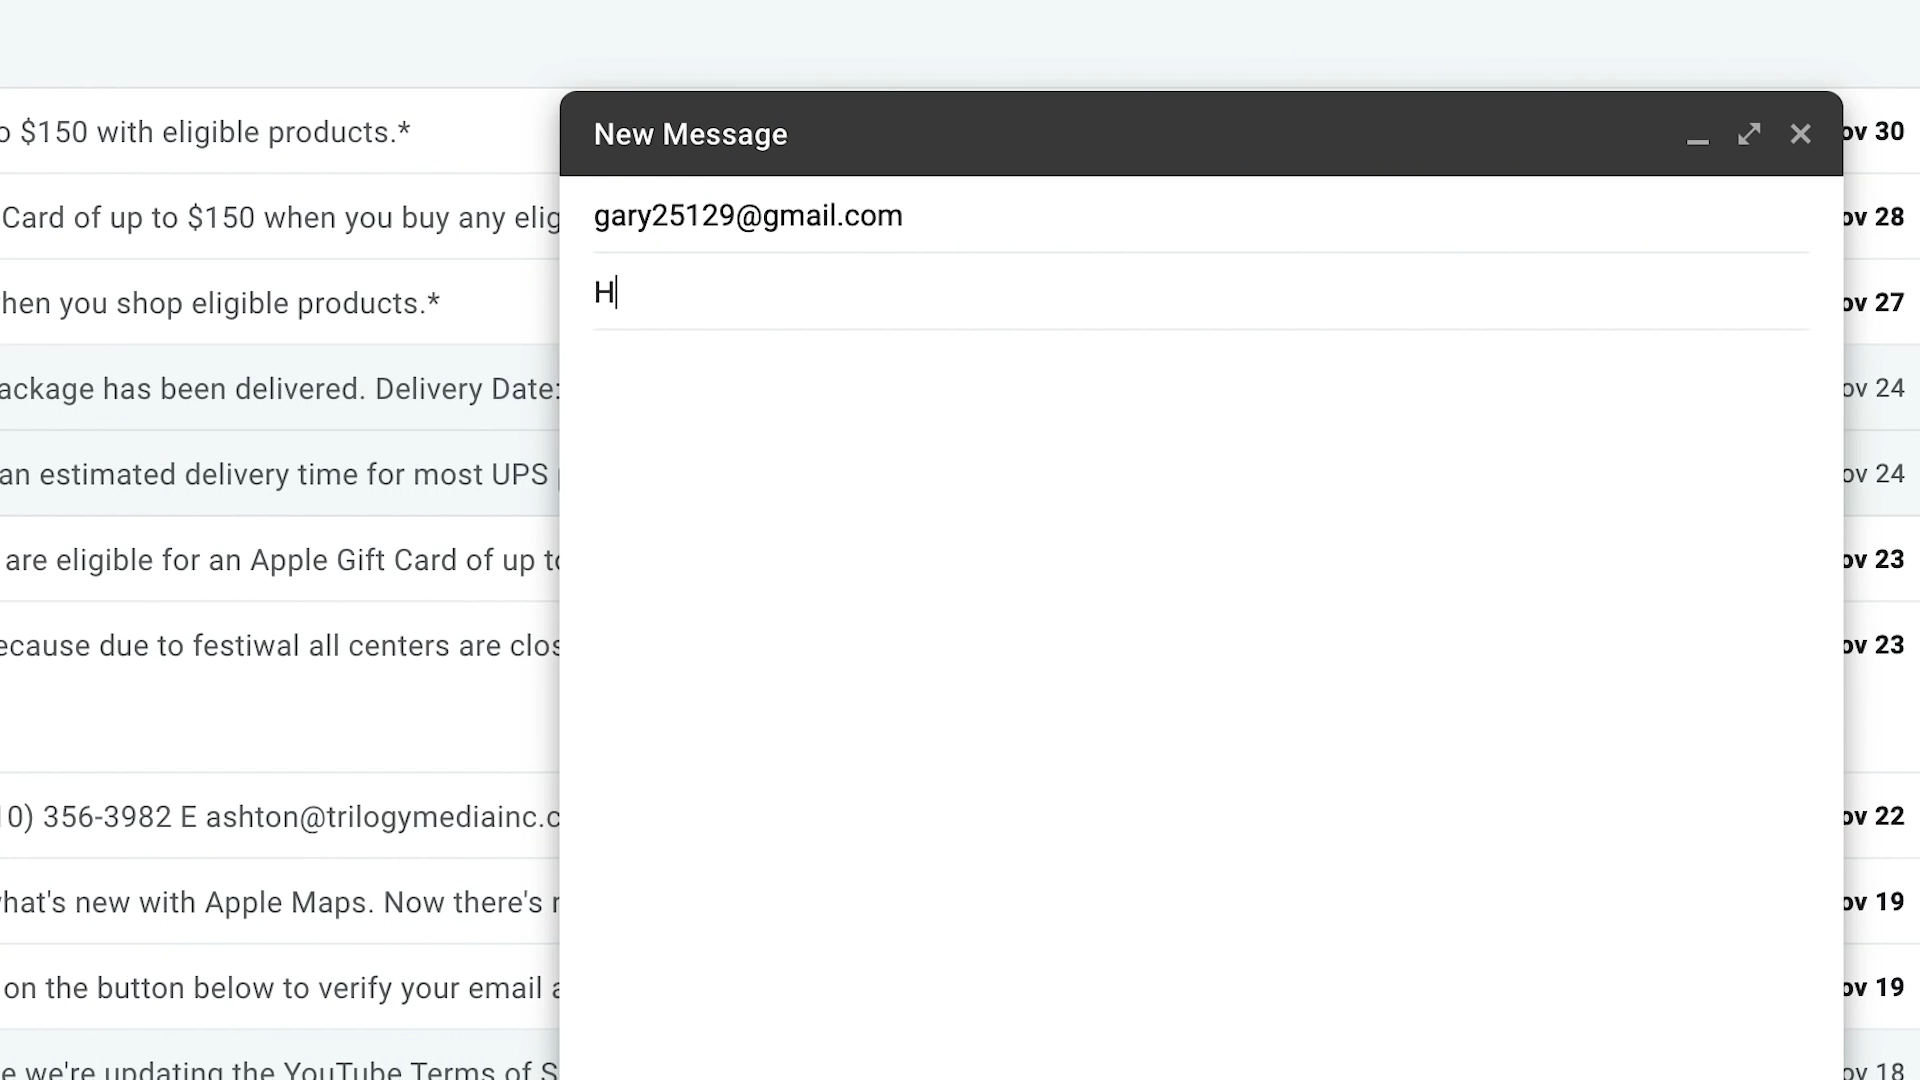 o $150 with eligible products.*
ov 30
Card of up to $150 when you buy any elig
ov 28
hen you shop eligible products.*
ov 27
ackage has been delivered. Delivery Date:
ov 24
an estimated delivery time for most UPS
ov 24
are eligible for an Apple Gift Card of up to
ov 23
ecause due to festiwal all centers are clos
ov 23
10) 356-3982 E ashton@trilogymediainc.c
ov 22
hat's new with Apple Maps. Now there's
ov 19
on the button below to verify your email a
ov 19
e we're updating the YouTube Terms of S
ov 18
New Message
gary25129@gmail.com
H